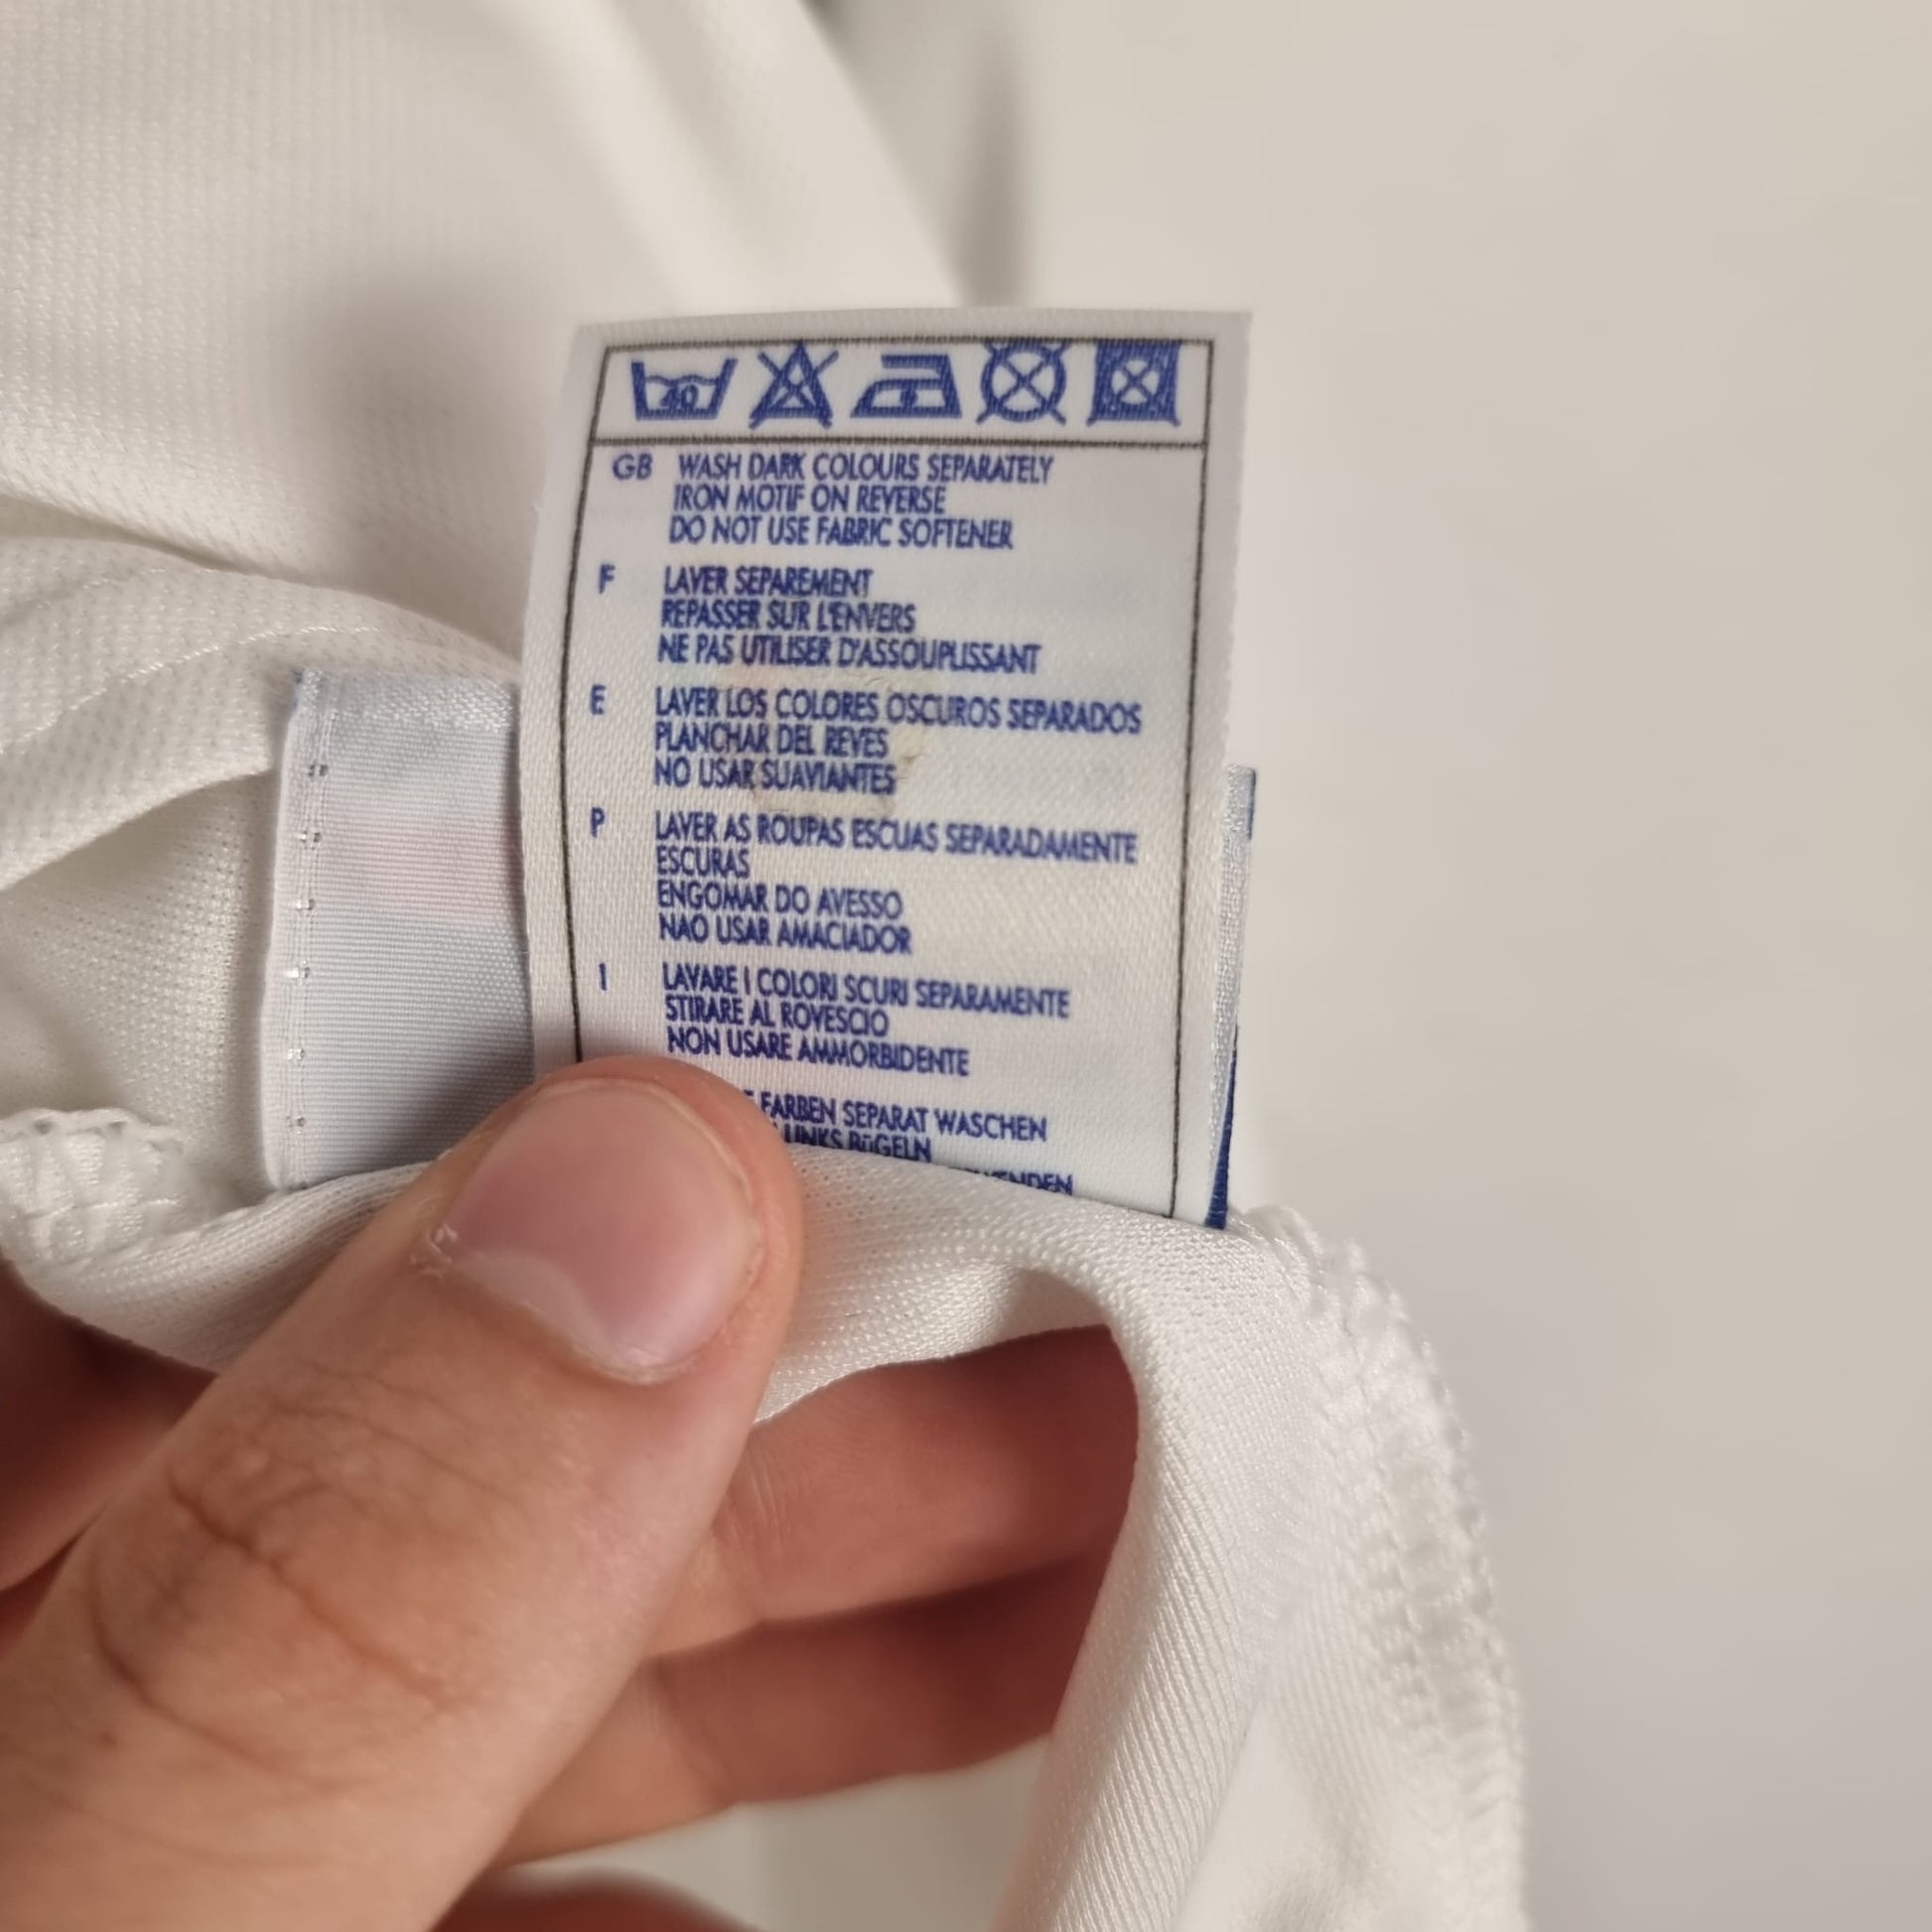 40
GB WASH DARK COLOURS SEPARATELY
IRON MOTIF ON REVERSE
DO NOT USE FABRIC SOFTENER
F LAVER SEPAREMENT
REPASSER SUR L'ENVERS
NE PAS UTILISER D'ASSOUPLISSANT
E LAVER LOS COLORES OSCUROS SEPARADOS
PLANCHAR DEL REVES
NO USAR SUAVIANTES
P LAVER AS ROUPAS ESCUAS SEPARADAMENTE
ESCURAS
ENGOMAR DO AVESSO
NAO USAR AMACIADOR
I LAVARE I COLORI SCURI SEPARAMENTE
STIRARE AL ROVESCIO
NON USARE AMMORBIDENTE
FARBEN SEPARAT WASCHEN
LINKS BüGELN